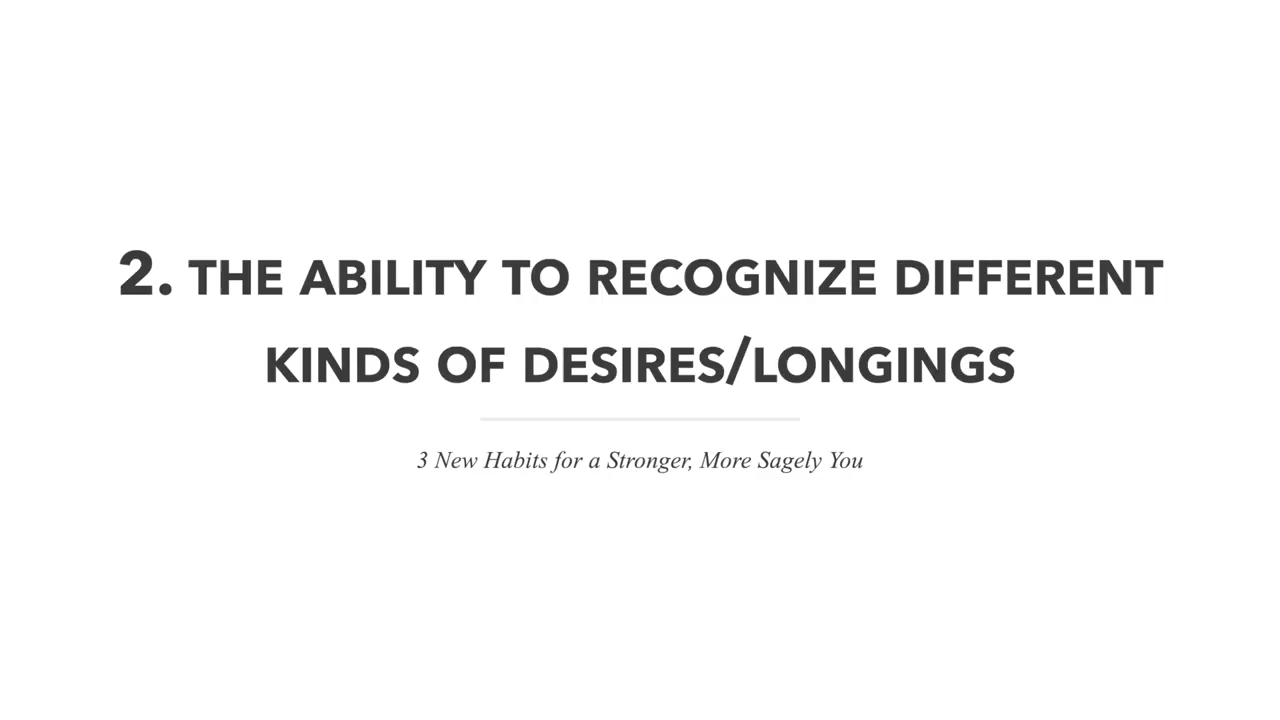 2. THE ABILITY TO RECOGNIZE DIFFERENT
KINDS OF DESIRES/LONGINGS
3 New Habits for a Stronger, More Sagely You